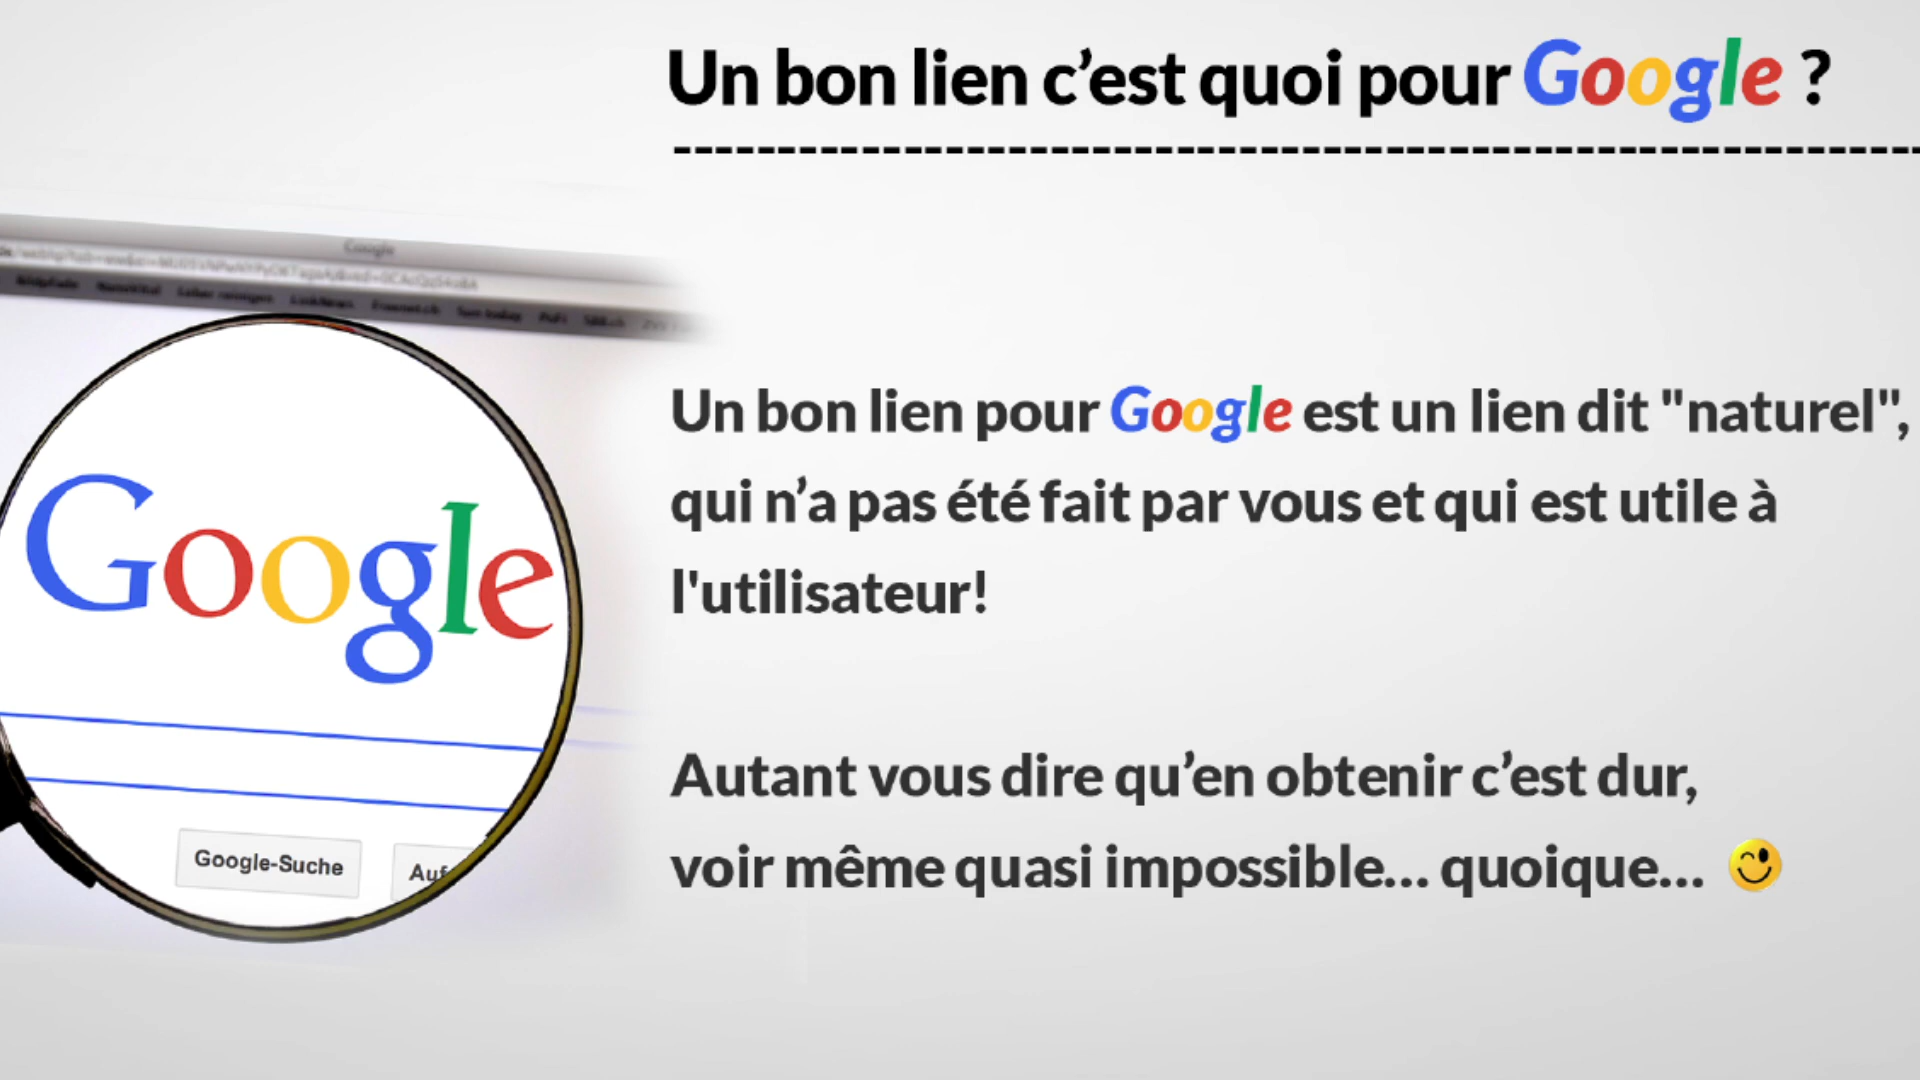 Un bon lien c’est quoi pour Google ?
Google
Un bon lien pour Google est un lien dit "naturel",
qui n’a pas été fait par vous et qui est utile à
l'utilisateur!
Google
Autant vous dire qu’en obtenir c’est dur,
voir même quasi impossible... quoique...
Google-Suche